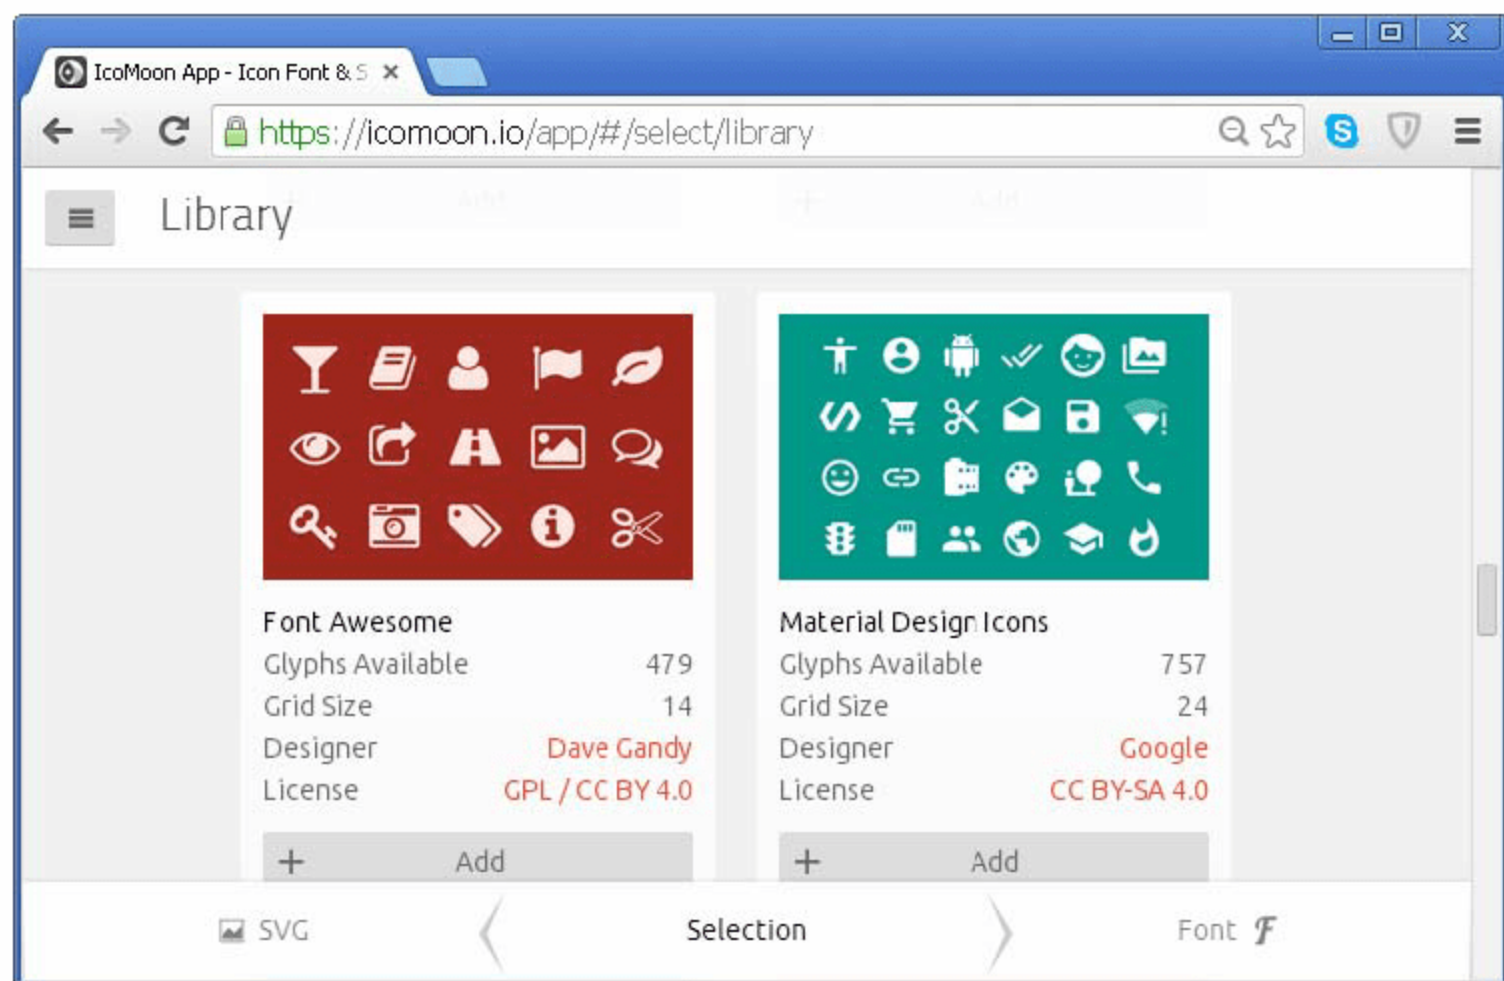 IcoMoon App - Icon Font & S
https://icomoon.io/app/#/select/library
Library
Font Awesome
Glyphs Available 479
Grid Size 14
Designer Dave Gandy
License GPL / CC BY 4.0
Add
Material Design Icons
Glyphs Available 757
Grid Size 24
Designer Google
License CC BY-SA 4.0
Add
SVG
Selection
Font